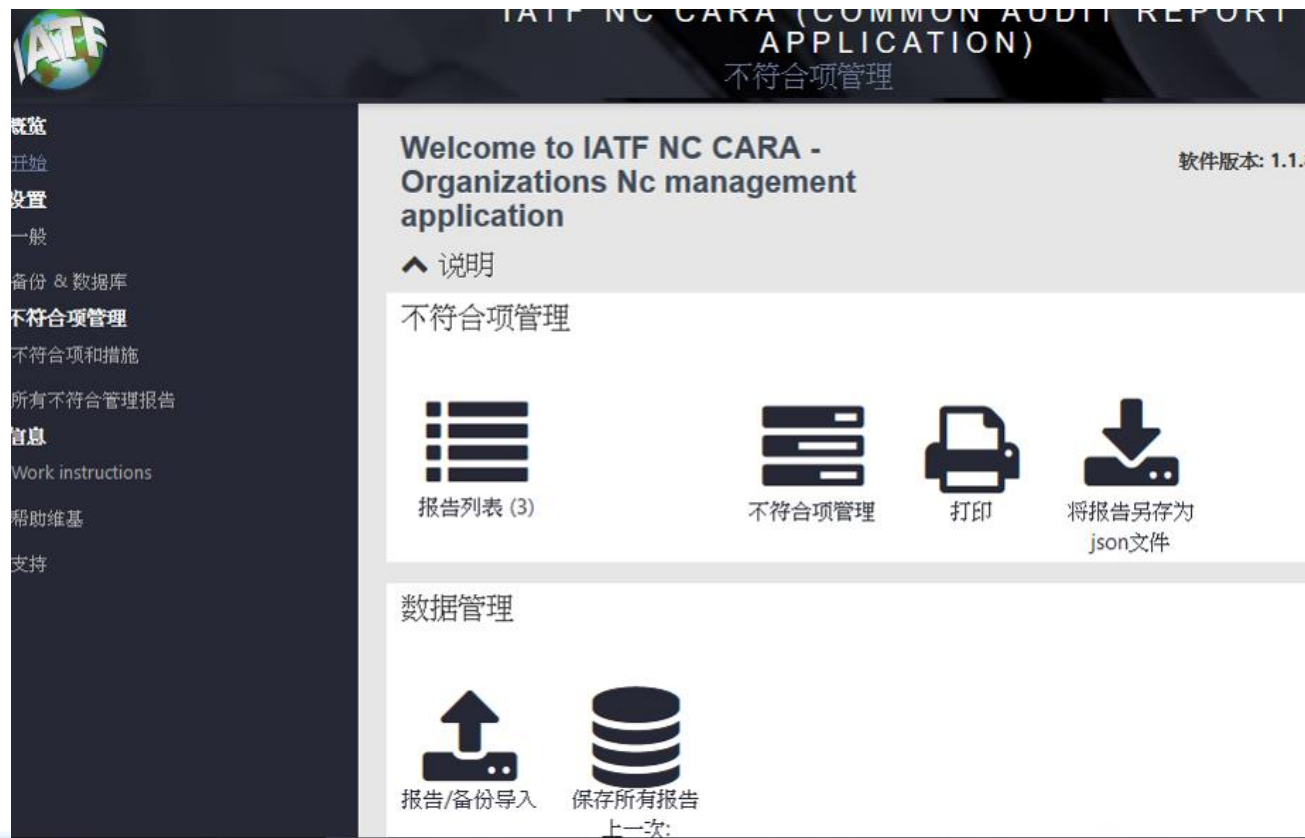 IATF
IATF NC CARA (COMMON AUDIT REPORT
APPLICATION)
不符合项管理
概览
开始
设置
一般
备份 & 数据库
不符合项管理
不符合项和措施
所有不符合管理报告
信息
Work instructions
帮助维基
支持
Welcome to IATF NC CARA -
Organizations Nc management
application
软件版本: 1.1.
说明
不符合项管理
报告列表 (3)
不符合项管理
打印
将报告另存为
json文件
数据管理
报告/备份导入
保存所有报告
上一次: